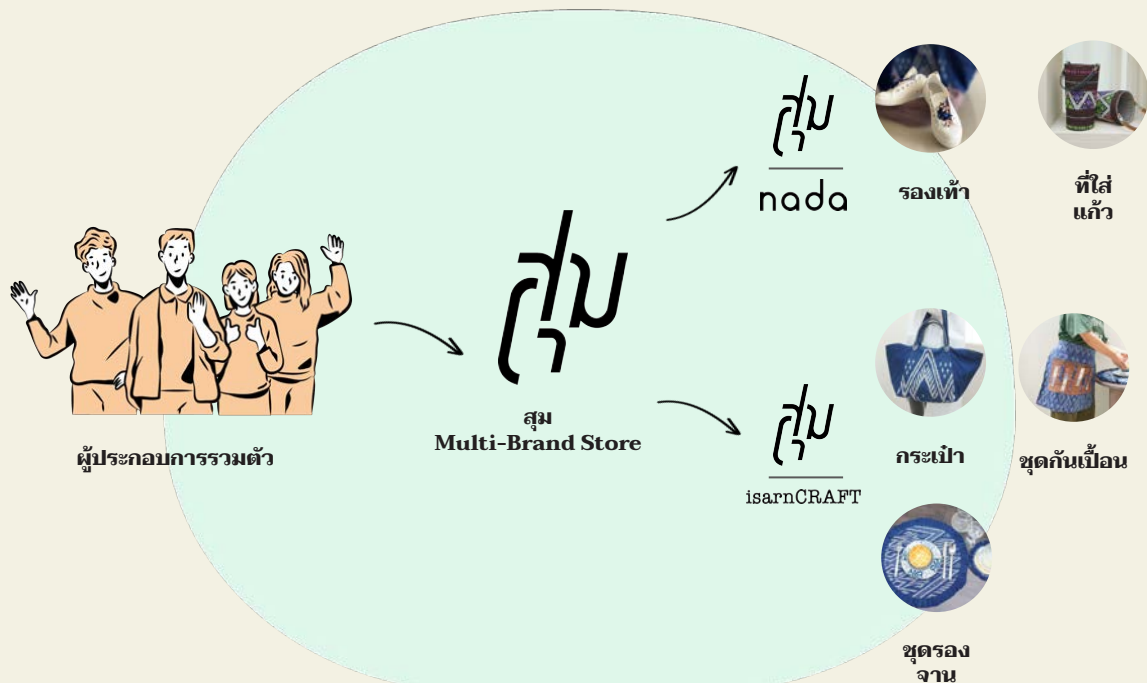 สุม
nada
รองเท้า
ที่ใส่
แก้ว
สุม
สุม
Multi-Brand Store
ผู้ประกอบการรวมตัว
สุม
isarnCRAFT
กระเป๋า
ชุดกันเปื้อน
ชุดรอง
จาน